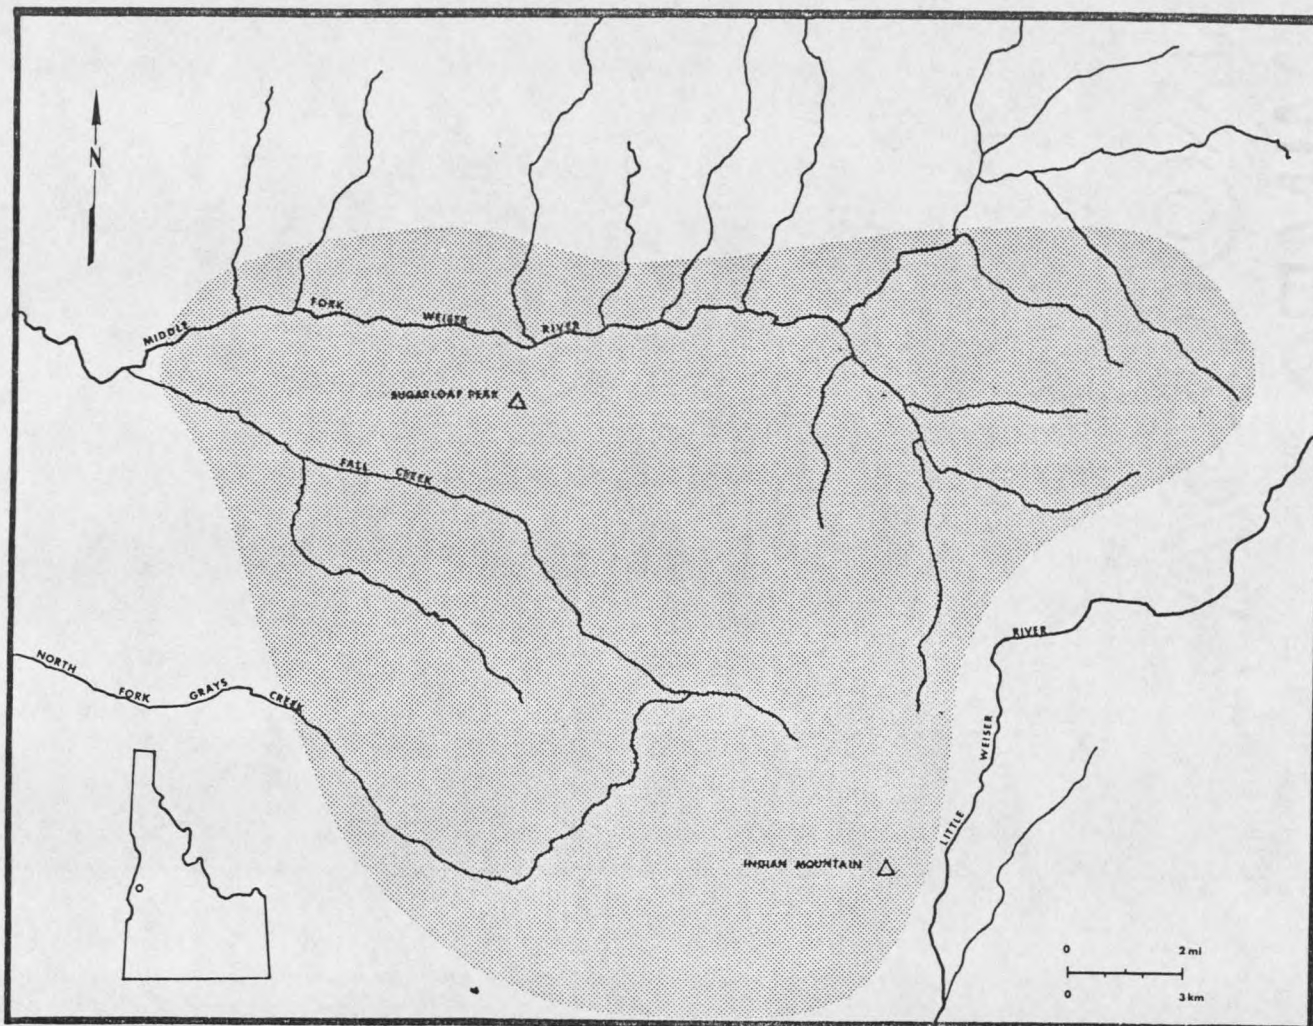 N
MIDDLE FORK WEISER RIVER
SUGARLOAF PEAK
FALL CREEK
RIVER
NORTH FORK GRAYS CREEK
LITTLE WEISER
INDIAN MOUNTAIN
0 2 mi
0 3 km